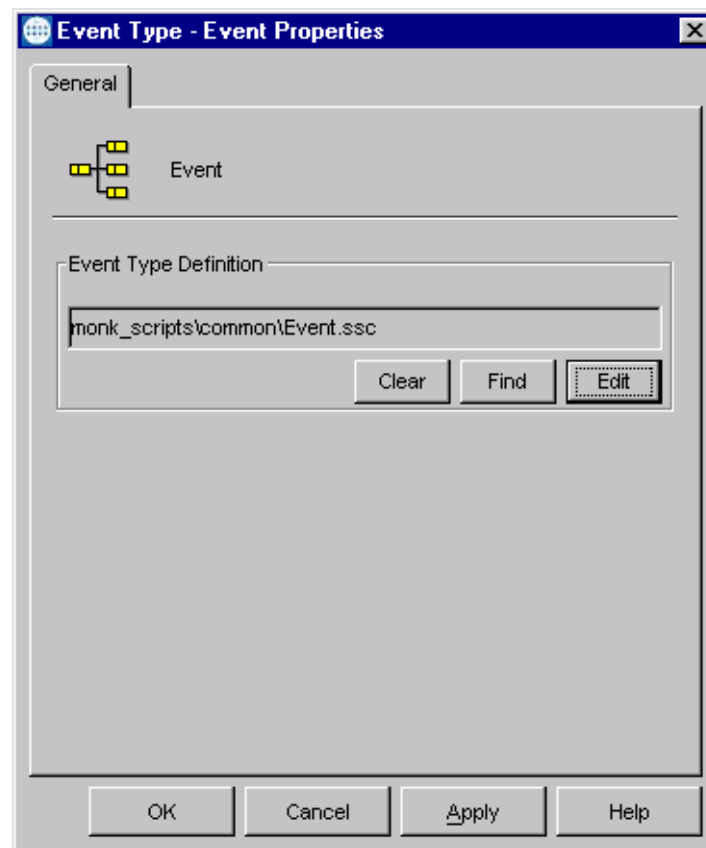 Event Type - Event Properties
General
Event
Event Type Definition
monk_scripts\common\Event.ssc
Clear Find Edit
OK Cancel Apply Help